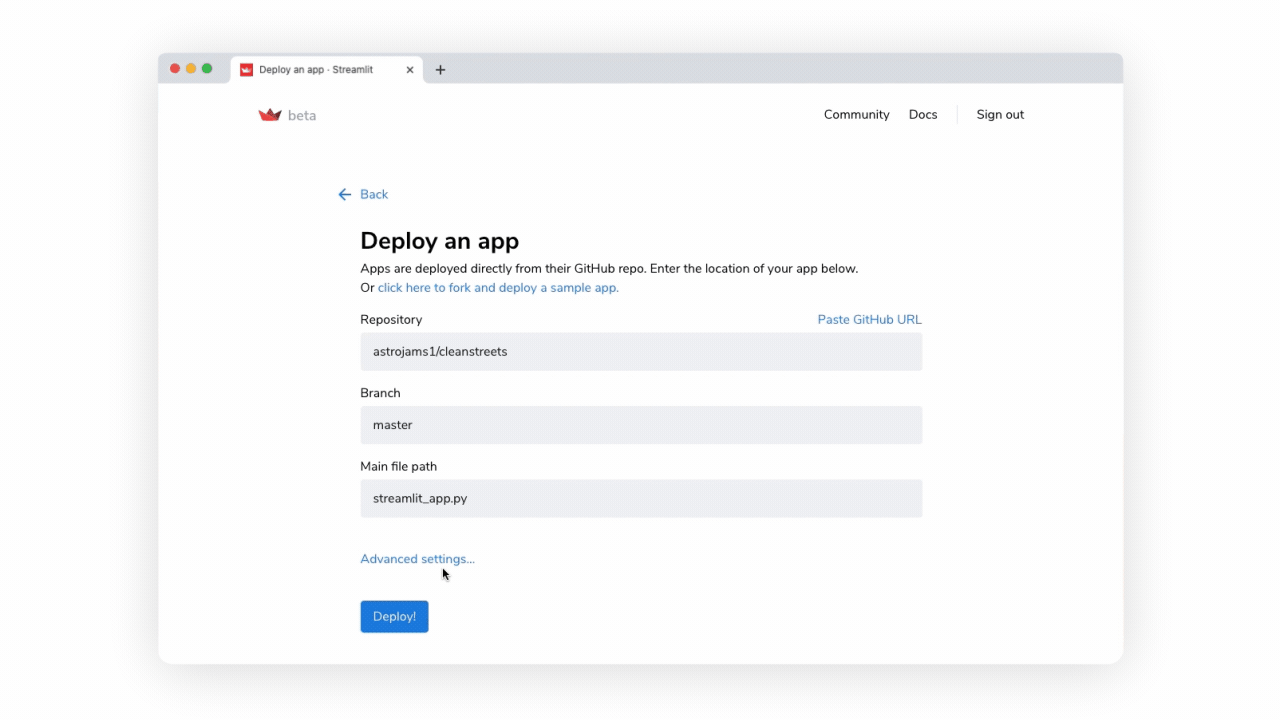 Deploy an app · Streamlit
beta
Community Docs Sign out
Back
Deploy an app
Apps are deployed directly from their GitHub repo. Enter the location of your app below.
Or click here to fork and deploy a sample app.
Repository Paste GitHub URL
astrojams1/cleanstreets
Branch
master
Main file path
streamlit_app.py
Advanced settings...
Deploy!